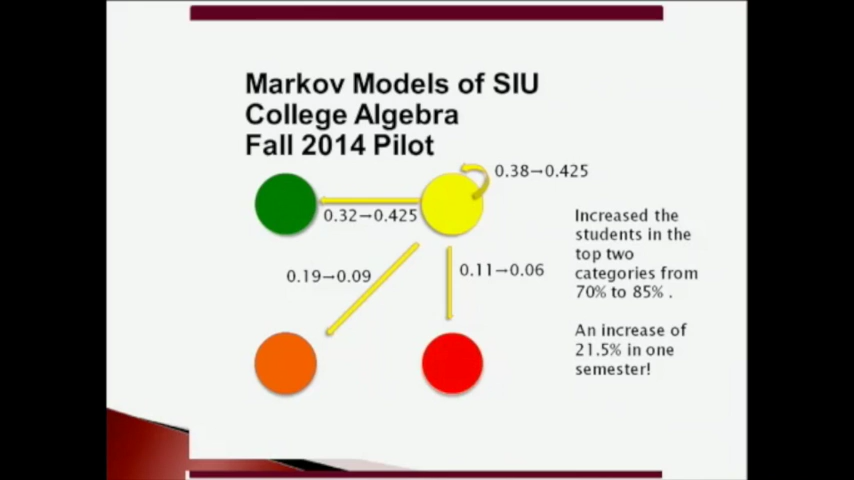 Markov Models of SIU
College Algebra
Fall 2014 Pilot
0.38→0.425
0.32→0.425
Increased the
students in the
top two
categories from
70% to 85% .
0.19→0.09
0.11→0.06
An increase of
21.5% in one
semester!